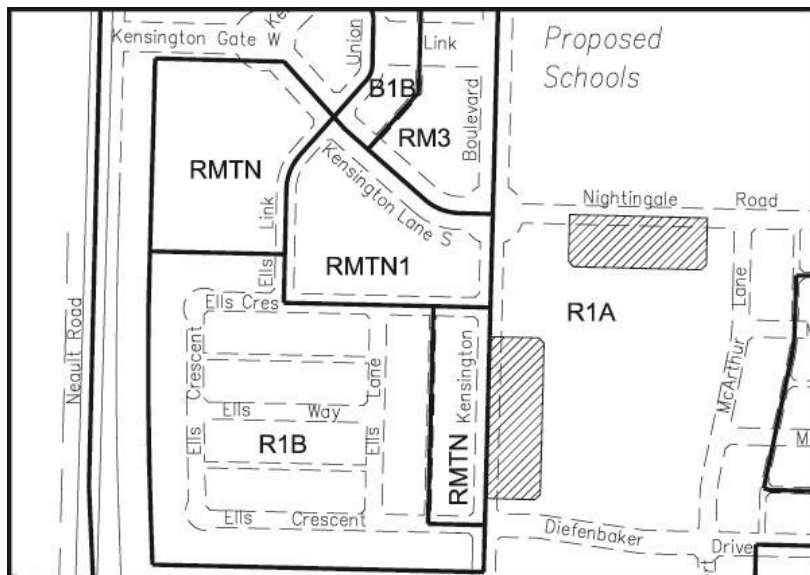 Ken
Kensington Gate W
Union
Link
Proposed
Schools
B1B
RM3
Boulevard
RMTN
Kensington Lane S
Nightingale Road
Link
Ells
RMTN1
Lane
R1A
Ells Cres
Neault Road
Crescent
Lane
Kensington
McArthur
Ells Way
Ells
R1B
Ells
RMTN
M
Ells Crescent
Diefenbaker Drive